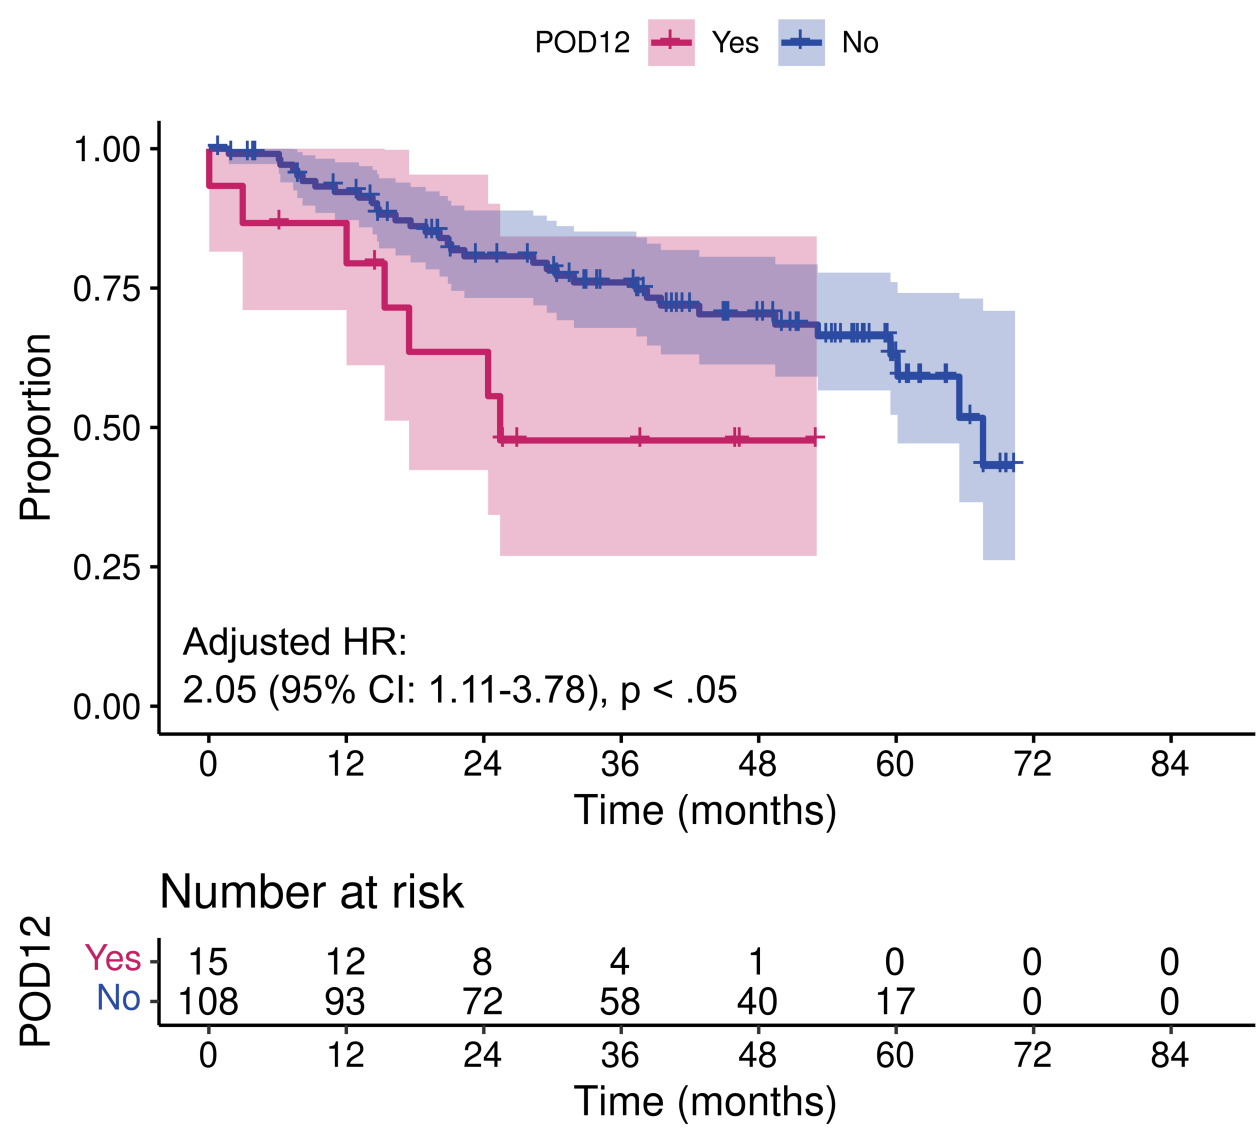 POD12 Yes No
1.00
0.75
0.50
0.25
0.00
Proportion
Adjusted HR:
2.05 (95% CI: 1.11-3.78), p < .05
0 12 24 36 48 60 72 84
Time (months)
Number at risk
POD12
Yes 15 12 8 4 1 0 0 0
No 108 93 72 58 40 17 0 0
0 12 24 36 48 60 72 84
Time (months)